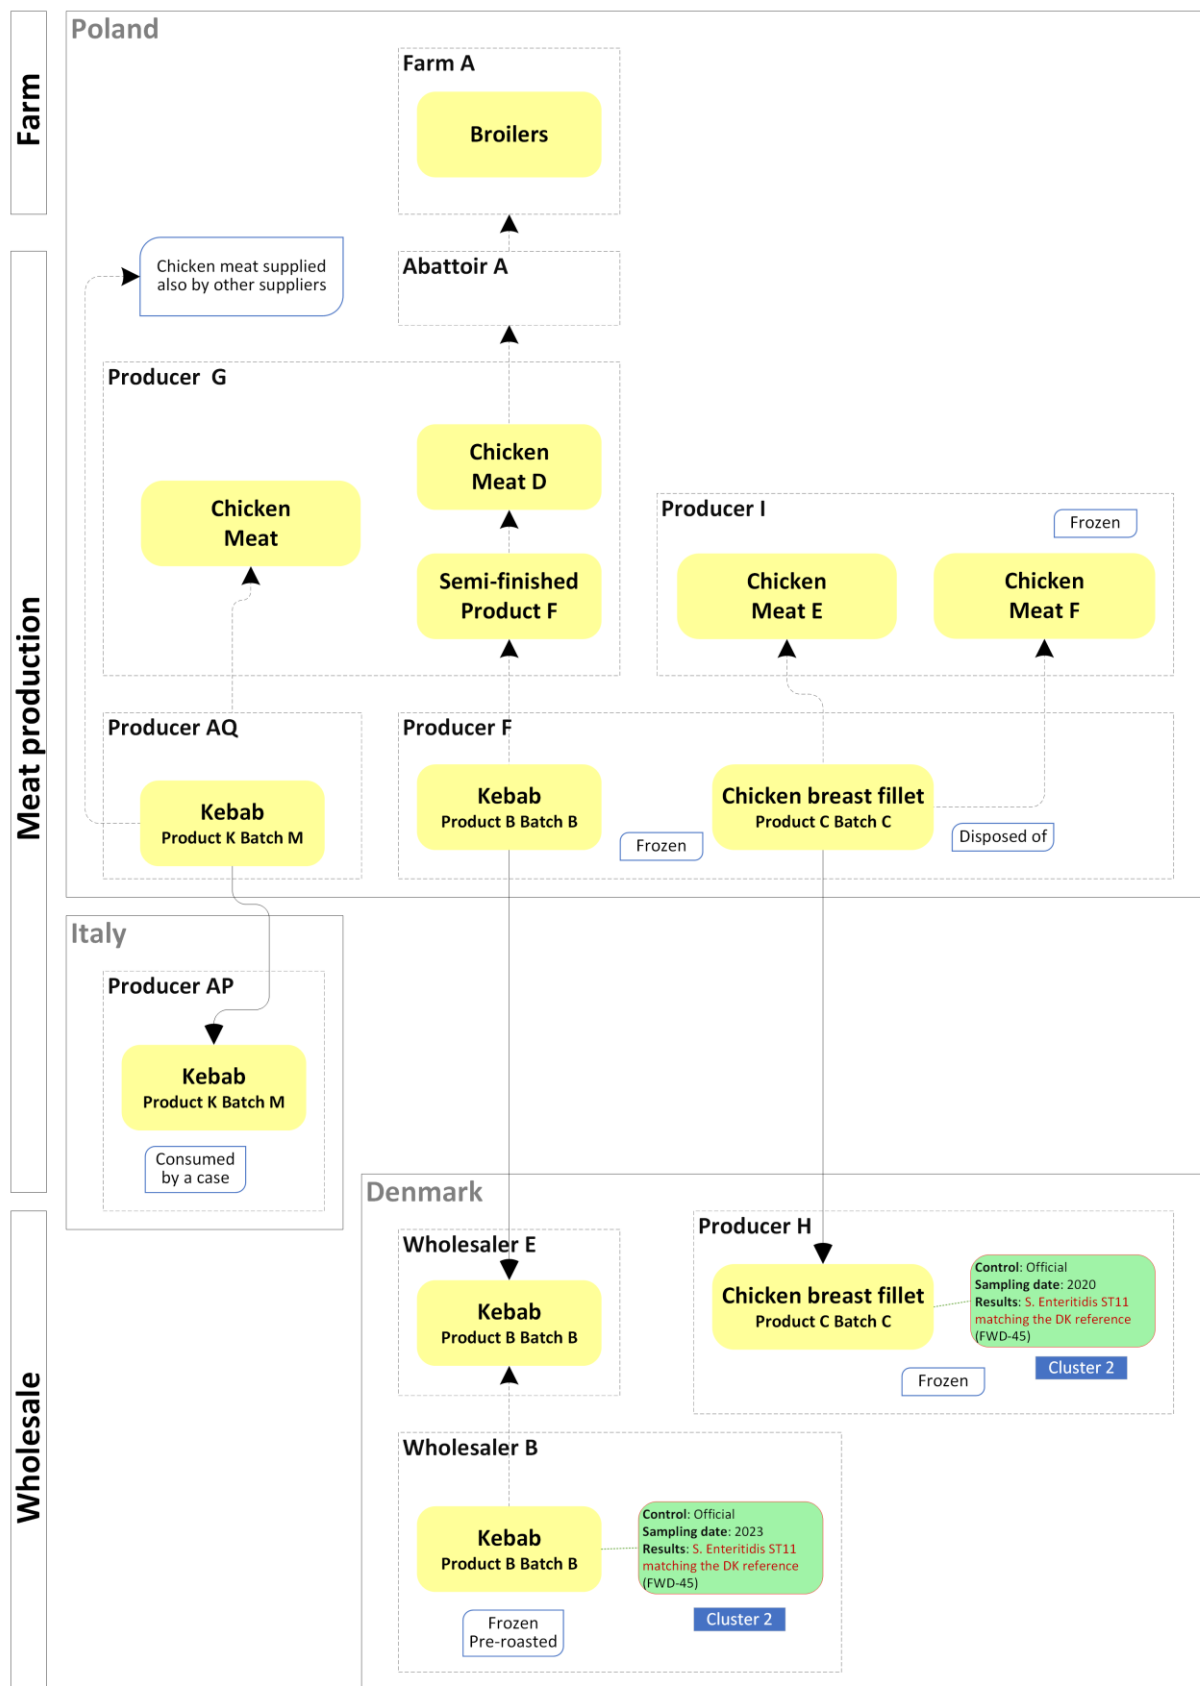 Farm
Poland
Farm A
Broilers
Meat production
Chicken meat supplied
also by other suppliers
Abattoir A
Producer  G
Chicken
Meat D
Chicken
Meat
Semi-finished
Product F
Producer I
Frozen
Chicken
Meat E
Chicken
Meat F
Producer AQ
Kebab
Product K Batch M
Producer F
Kebab
Product B Batch B
Frozen
Chicken breast fillet
Product C Batch C
Disposed of
Italy
Producer AP
Kebab
Product K Batch M
Consumed
by a case
Wholesale
Denmark
Wholesaler E
Kebab
Product B Batch B
Producer H
Chicken breast fillet
Product C Batch C
Control: Official
Sampling date: 2020
Results: S. Enteritidis ST11
matching the DK reference
(FWD-45)
Cluster 2
Frozen
Wholesaler B
Kebab
Product B Batch B
Control: Official
Sampling date: 2023
Results: S. Enteritidis ST11
matching the DK reference
(FWD-45)
Cluster 2
Frozen
Pre-roasted